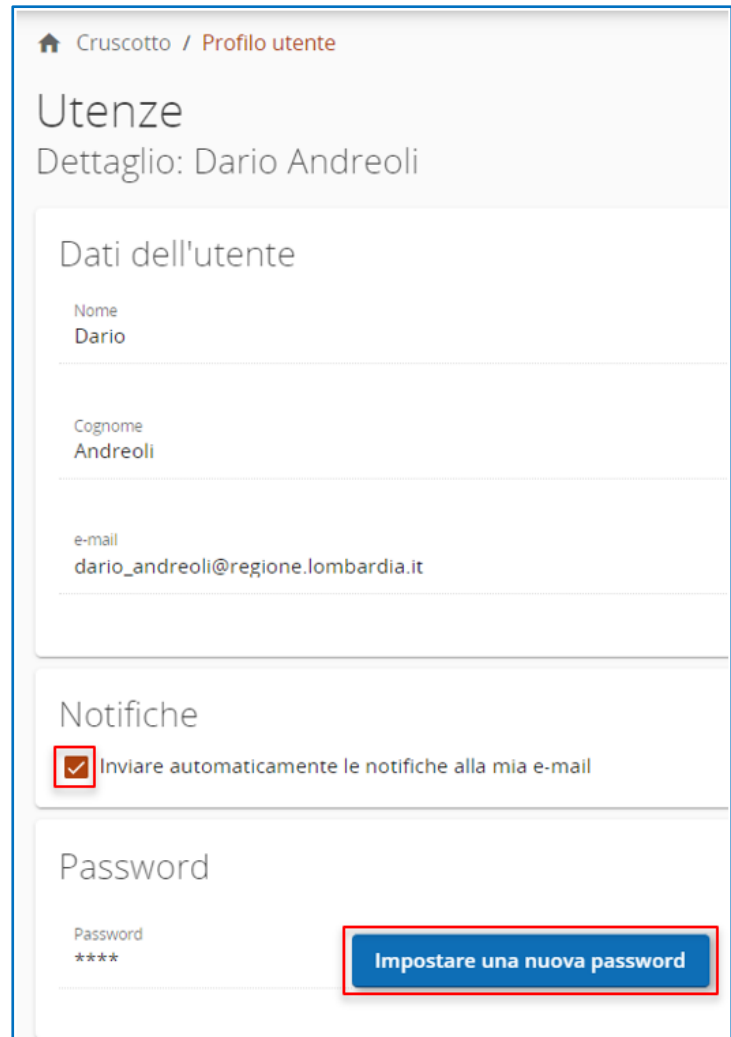 Cruscotto / Profilo utente
Utenze
Dettaglio: Dario Andreoli
Dati dell'utente
Nome
Dario
Cognome
Andreoli
e-mail
dario_andreoli@regione.lombardia.it
Notifiche
Inviare automaticamente le notifiche alla mia e-mail
Password
Password
****
Impostare una nuova password